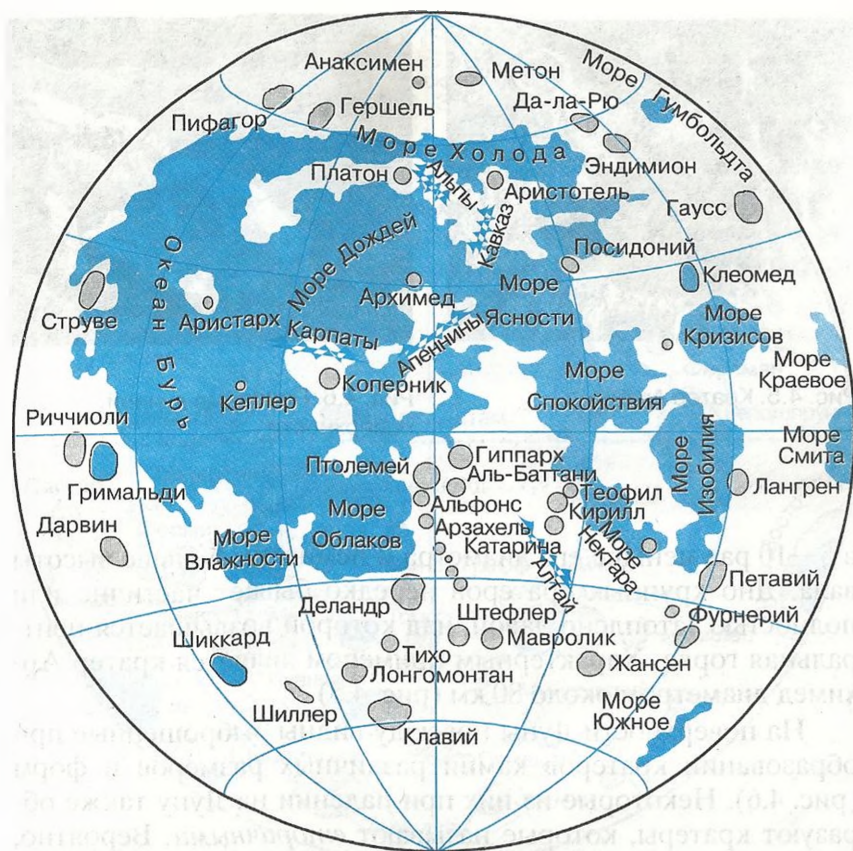 Анаксимен
Метон
Море Гумбольдта
Да-ла-Рю
Пифагор
Гершель
Море Холода
Эндимион
Платон
Альпы
Аристотель
Гаусс
Кавказ
Океан Бурь
Море Дождей
Посидоний
Клеомед
Архимед
Море
Ясности
Струве
Аристарх
Карпаты
Апеннины
Море
Кризисов
Море
Краевое
Коперник
Море
Спокойствия
Кеплер
Риччиоли
Гиппарх
Море Изобилия
Море
Смита
Птолемей
Аль-Баттани
Гримальди
Море
Облаков
Альфонс
Теофил
Кирилл
Лангрен
Дарвин
Арзахель
Море
Влажности
Катарина
Море Нектара
Алтай
Петавий
Деландр
Штефлер
Фурнерий
Шиккард
Тихо
Мавролик
Лонгомонтан
Жансен
Шиллер
Море
Южное
Клавий